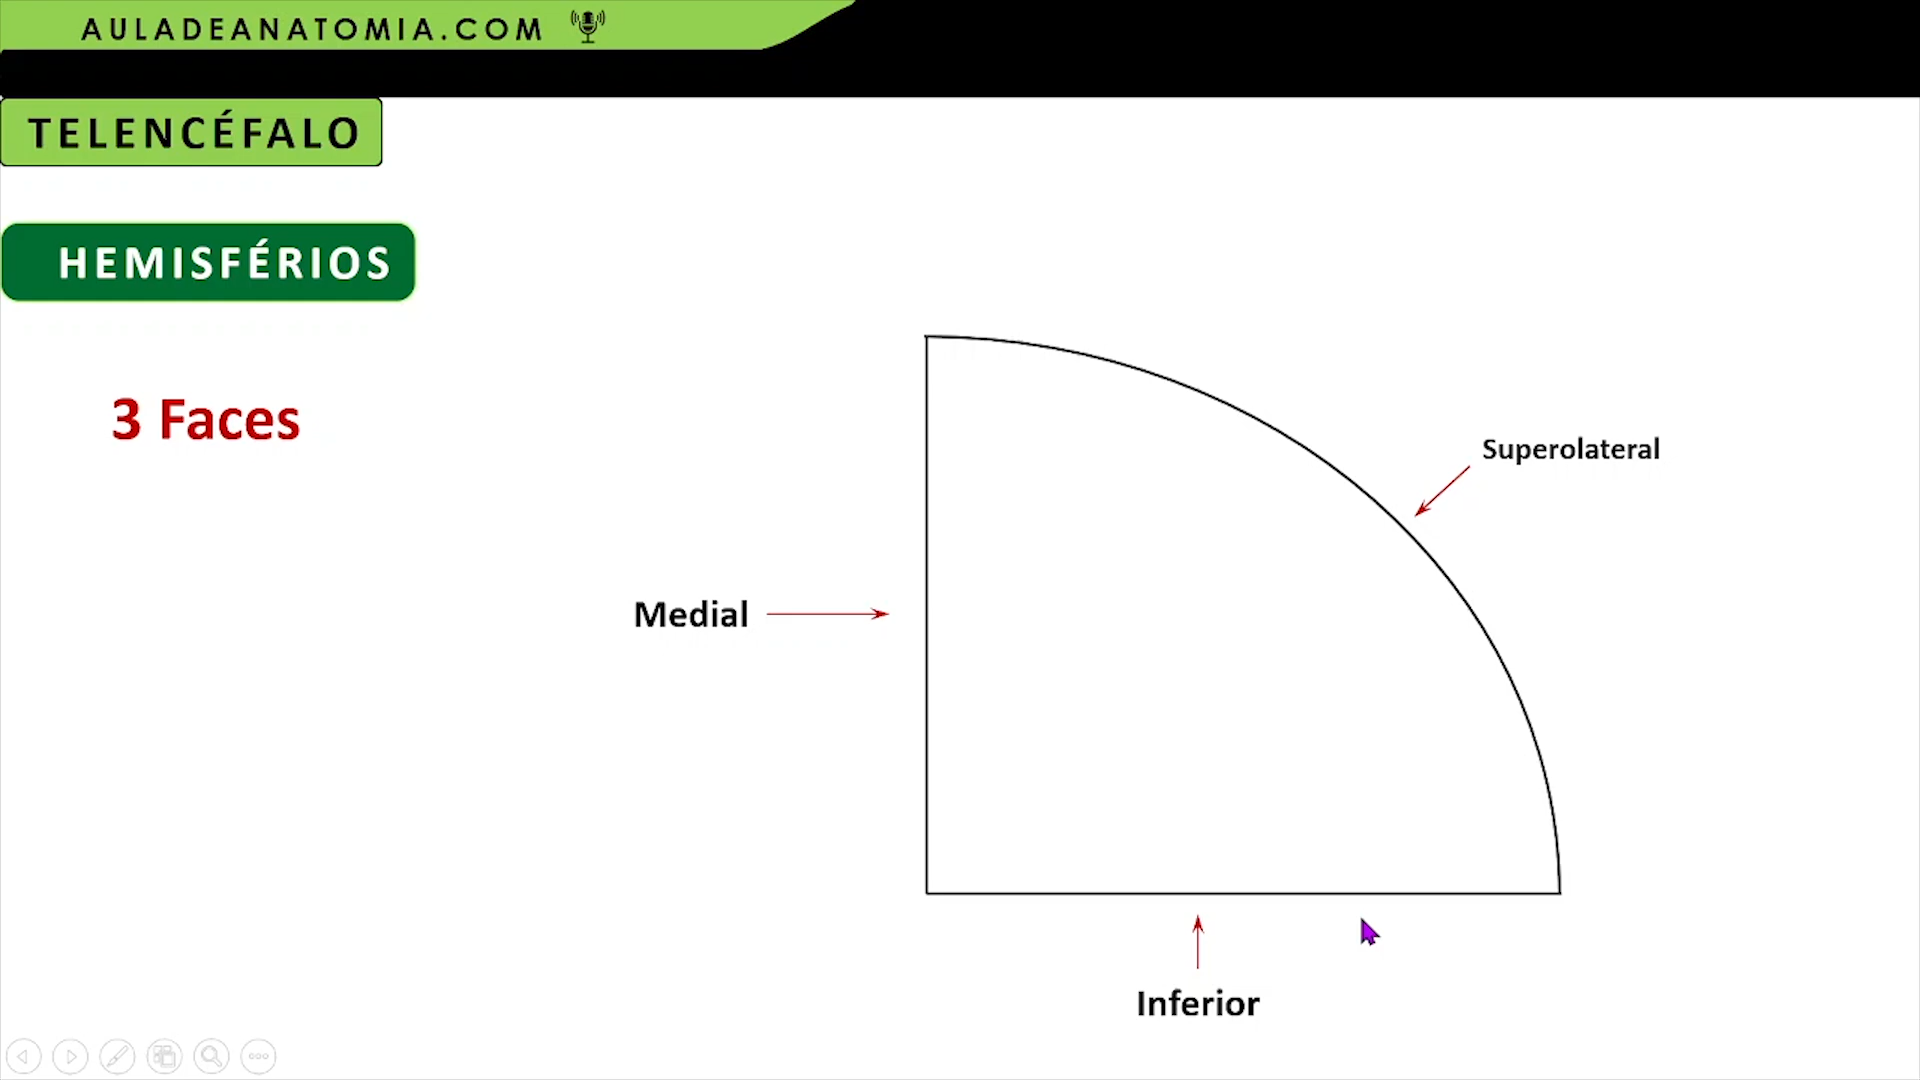 AULADEANATOMIA.COM
TELENCÉFALO
HEMISFÉRIOS
3 Faces
Superolateral
Medial
Inferior